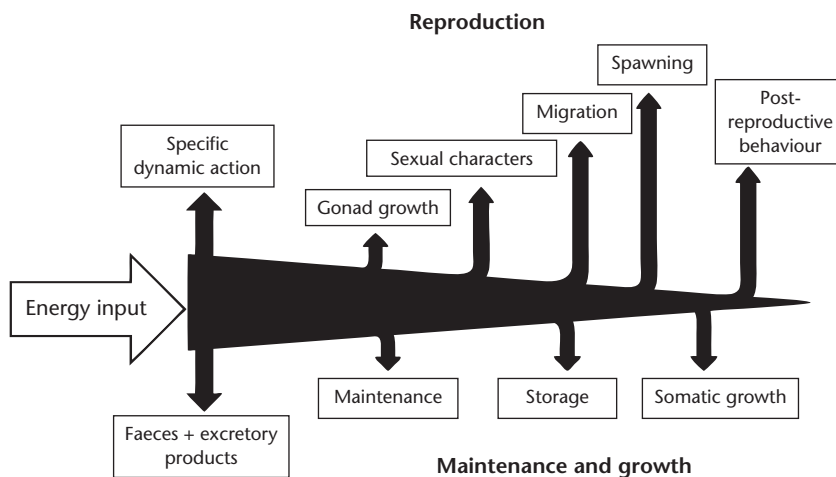 Reproduction
Spawning
Post-
reproductive
behaviour
Migration
Specific
dynamic action
Sexual characters
Gonad growth
Energy input
Maintenance
Storage
Somatic growth
Faeces + excretory
products
Maintenance and growth